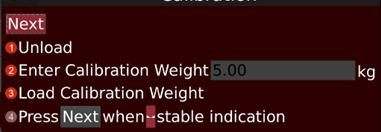 Next
1 Unload
2 Enter Calibration Weight 5.00 kg
3 Load Calibration Weight
4 Press Next when stable indication